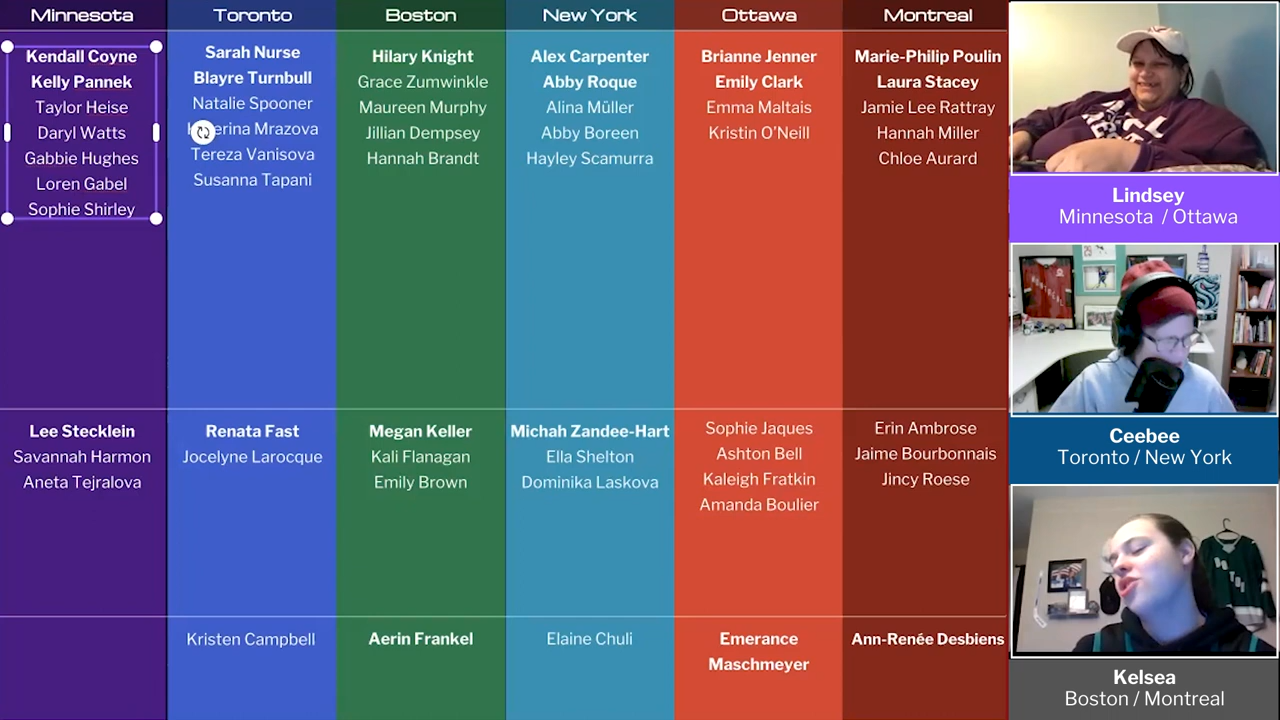 Minnesota
Kendall Coyne
Kelly Pannek
Taylor Heise
Daryl Watts
Gabbie Hughes
Loren Gabel
Sophie Shirley
Lee Stecklein
Savannah Harmon
Aneta Tejralova
Toronto
Sarah Nurse
Blayre Turnbull
Natalie Spooner
Mrazova
Tereza Vanisova
Susanna Tapani
Renata Fast
Jocelyne Larocque
Kristen Campbell
Boston
Hilary Knight
Grace Zumwinkle
Maureen Murphy
Jillian Dempsey
Hannah Brandt
Megan Keller
Kali Flanagan
Emily Brown
Aerin Frankel
New York
Alex Carpenter
Abby Roque
Alina Müller
Abby Boreen
Hayley Scamurra
Michah Zandee-Hart
Ella Shelton
Dominika Laskova
Elaine Chuli
Ottawa
Brianne Jenner
Emily Clark
Emma Maltais
Kristin O'Neill
Sophie Jaques
Ashton Bell
Kaleigh Fratkin
Amanda Boulier
Emerance
Maschmeyer
Montreal
Marie-Philip Poulin
Laura Stacey
Jamie Lee Rattray
Hannah Miller
Chloe Aurard
Erin Ambrose
Jaime Bourbonnais
Jincy Roese
Ann-Renée Desbiens
Lindsey
Minnesota / Ottawa
Ceebee
Toronto / New York
Kelsea
Boston / Montreal